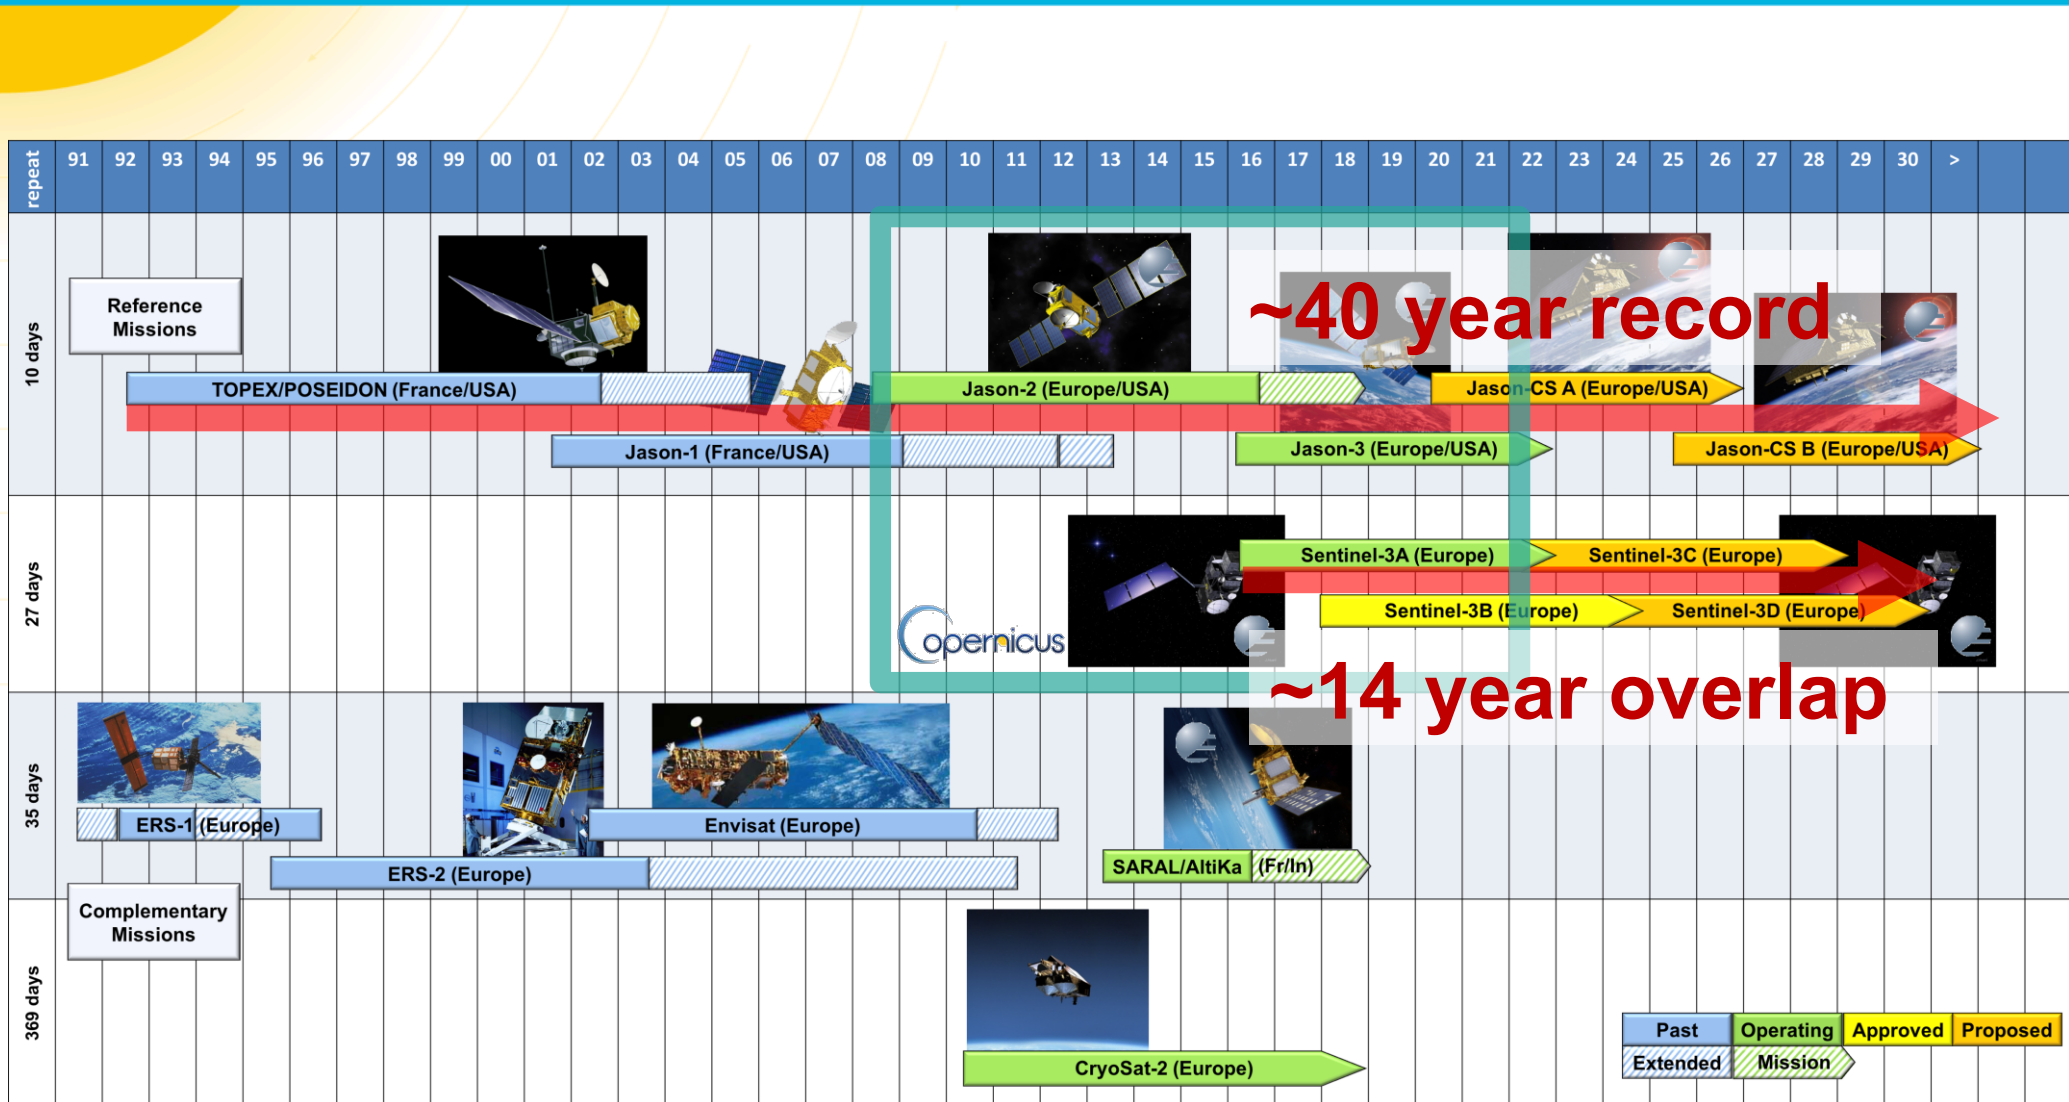 repeat 91 92 93 94 95 96 97 98 99 00 01 02 03 04 05 06 07 08 09 10 11 12 13 14 15 16 17 18 19 20 21 22 23 24 25 26 27 28 29 30 >
10 days
Reference
Missions
~40 year record
TOPEX/POSEIDON (France/USA)
Jason-2 (Europe/USA)
Jason-CS A (Europe/USA)
Jason-1 (France/USA)
Jason-3 (Europe/USA)
Jason-CS B (Europe/USA)
27 days
Sentinel-3A (Europe)
Sentinel-3C (Europe)
Sentinel-3B (Europe)
Sentinel-3D (Europe)
Copernicus
~14 year overlap
35 days
ERS-1 (Europe)
Envisat (Europe)
ERS-2 (Europe)
SARAL/AltiKa (Fr/In)
Complementary
Missions
369 days
CryoSat-2 (Europe)
Past Operating Approved Proposed
Extended Mission